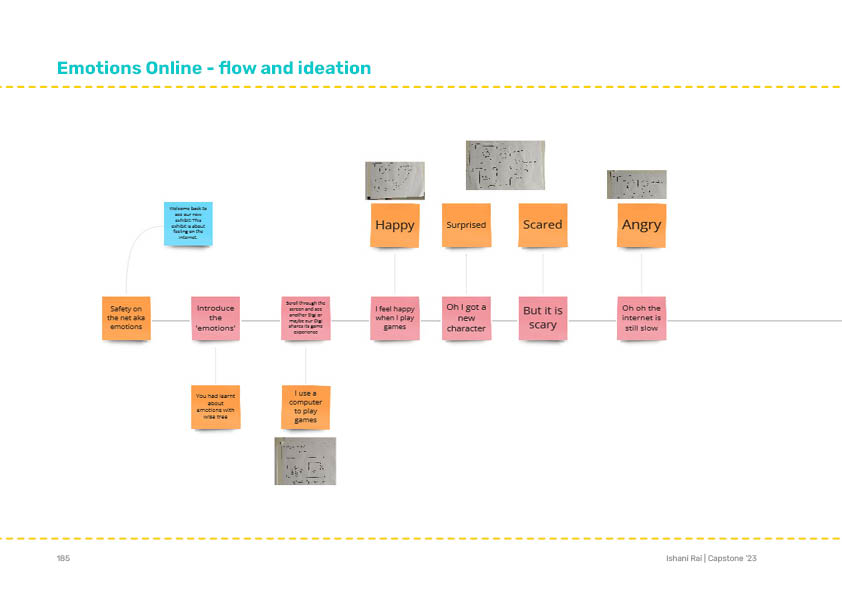 Emotions Online - flow and ideation
Happy
Surprised
Scared
Angry
Welcome back to
see our new
exhibit! This
exhibit is about
feeling on the
internet.
Safety on
the net aka
emotions
Introduce
the
'emotions'
Scroll through the
screen and see
another Digi or
maybe our Digi
shares its game
experience
I feel happy
when I play
games
Oh I got a
new
character
But it is
scary
Oh oh the
internet is
still slow
You had learnt
about
emotions with
wise tree
I use a
computer
to play
games
185
Ishani Rai | Capstone '23